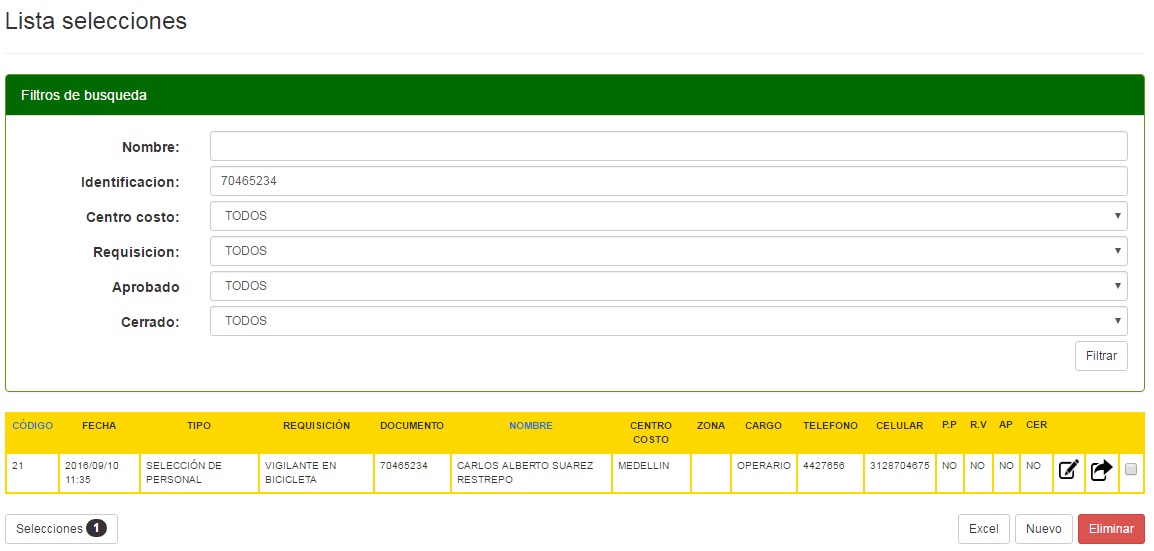 Lista selecciones
Filtros de busqueda
Nombre:
Identificacion: 70465234
Centro costo: TODOS
Requisicion: TODOS
Aprobado TODOS
Cerrado: TODOS
Filtrar
CÓDIGO FECHA TIPO REQUISICIÓN DOCUMENTO NOMBRE CENTRO COSTO ZONA CARGO TELEFONO CELULAR P.P R.V AP CER
21 2016/09/10 11:35 SELECCIÓN DE PERSONAL VIGILANTE EN BICICLETA 70465234 CARLOS ALBERTO SUAREZ RESTREPO MEDELLIN OPERARIO 4427656 3128704675 NO NO NO NO
Selecciones 1 Excel Nuevo Eliminar